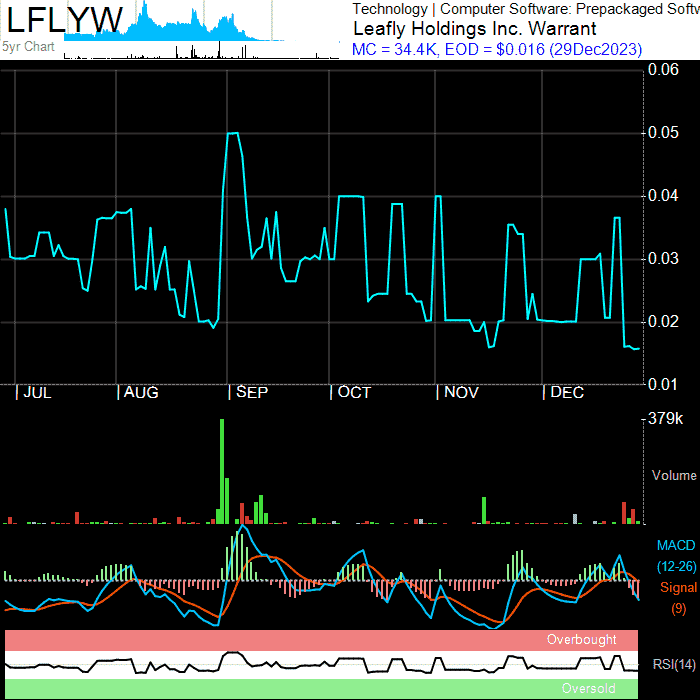 LFLYW
5yr Chart
Technology | Computer Software: Prepackaged Softw
Leafly Holdings Inc. Warrant
MC = 34.4K, EOD = $0.016 (29Dec2023)
0.06
0.05
0.04
0.03
0.02
0.01
| JUL | AUG | SEP | OCT | NOV | DEC
379k
Volume
MACD
(12-26)
Signal
(9)
Overbought
RSI(14)
Oversold